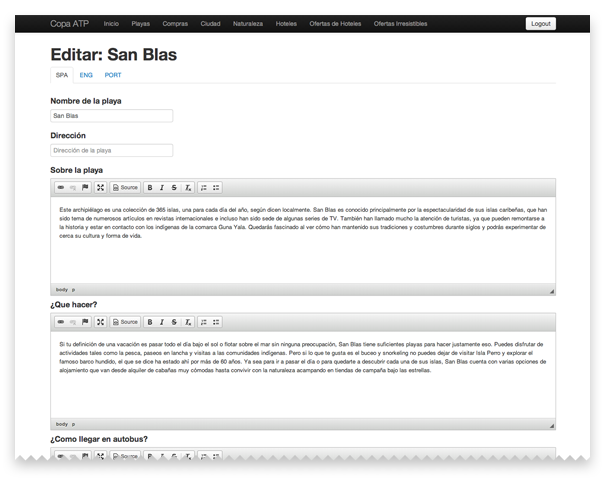 Copa ATP Inicio Playas Compras Ciudad Naturaleza Hoteles Ofertas de Hoteles Ofertas Irresistibles Logout
Editar: San Blas
SPA ENG PORT
Nombre de la playa
San Blas
Dirección
Dirección de la playa
Sobre la playa
Source B I S Tx
Este archipiélago es una colección de 365 islas, una para cada día del año, según dicen localmente. San Blas es conocido principalmente por la espectacularidad de sus islas caribeñas, que han
sido tema de numerosos artículos en revistas internacionales e incluso han sido sede de algunas series de TV. También han llamado mucho la atención de turistas, ya que pueden remontarse a
la historia y estar en contacto con los indígenas de la comarca Guna Yala. Quedarás fascinado al ver cómo han mantenido sus tradiciones y costumbres durante siglos y podrás experimentar de
cerca su cultura y forma de vida.
body p
¿Que hacer?
Source B I S Tx
Si tu definición de una vacación es pasar todo el día bajo el sol o flotar sobre el mar sin ninguna preocupación, San Blas tiene suficientes playas para hacer justamente eso. Puedes disfrutar de
actividades tales como la pesca, paseos en lancha y visitas a las comunidades indígenas. Pero si lo que te gusta es el buceo y snorkeling no puedes dejar de visitar Isla Perro y explorar el
famoso barco hundido, el que se dice ha estado ahí por más de 60 años. Ya sea para ir a pasar el día o para quedarte a descubrir cada una de sus islas, San Blas cuenta con varias opciones de
alojamiento que van desde alquiler de cabañas muy cómodas hasta convivir con la naturaleza acampando en tiendas de campaña bajo las estrellas.
body p
¿Como llegar en autobus?
Source B I S Tx